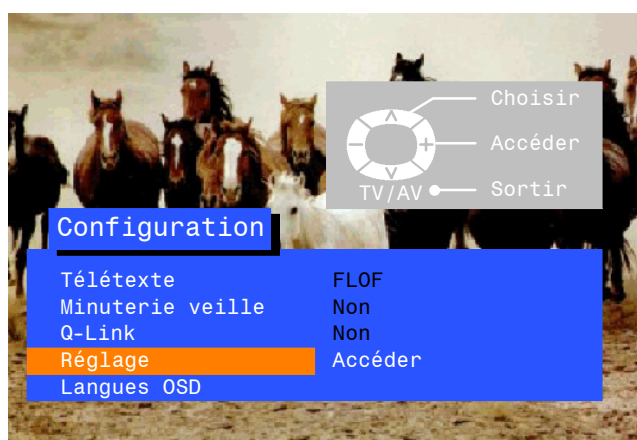 Choisir
Accéder
TV/AV Sortir
Configuration
Télétexte FLOF
Minuterie veille Non
Q-Link Non
Réglage Accéder
Langues OSD